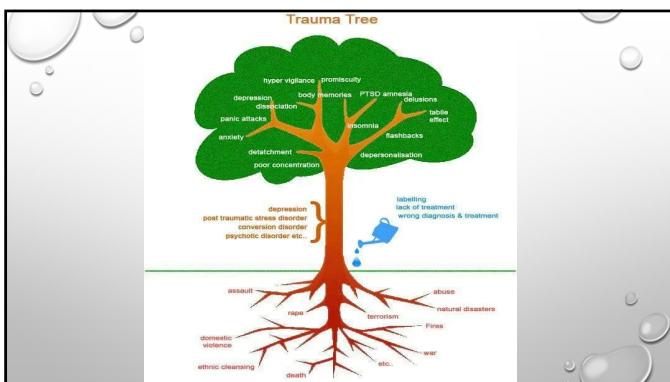 Trauma Tree
hyper vigilance
promiscuity
depression
body memories
PTSD amnesia
dissociation
delusions
panic attacks
insomnia
table
effect
anxiety
flashbacks
detatchment
depersonalisation
poor concentration
depression
post traumatic stress disorder
conversion disorder
psychotic disorder etc..
labelling
lack of treatment
wrong diagnosis & treatment
assault
abuse
rape
terrorism
natural disasters
Fires
domestic
violence
war
ethnic cleansing
etc..
death